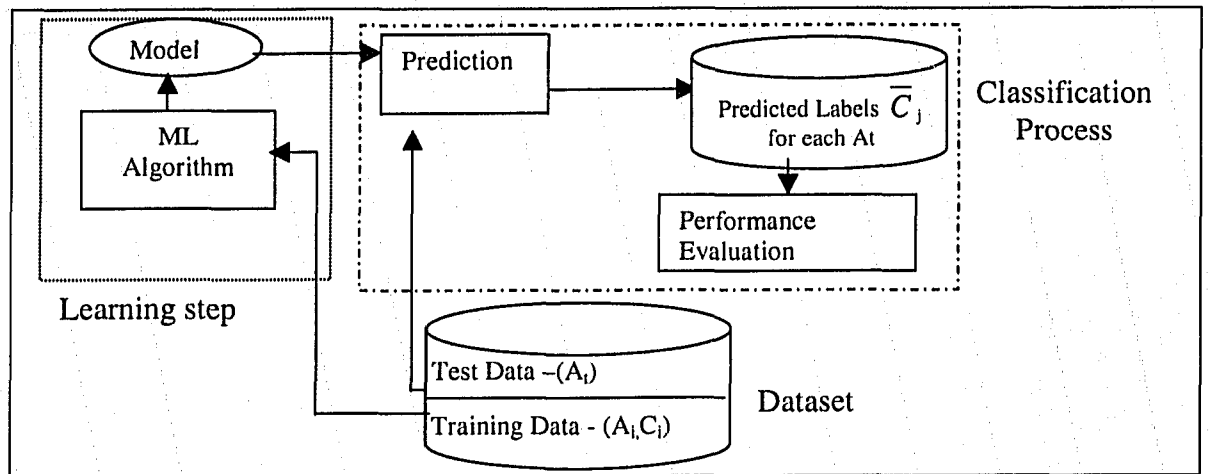 Model
ML
Algorithm
Learning step
Prediction
Predicted Labels C̅ j
for each At
Performance
Evaluation
Classification
Process
Test Data –(At)
Training Data - (Ai,Ci)
Dataset